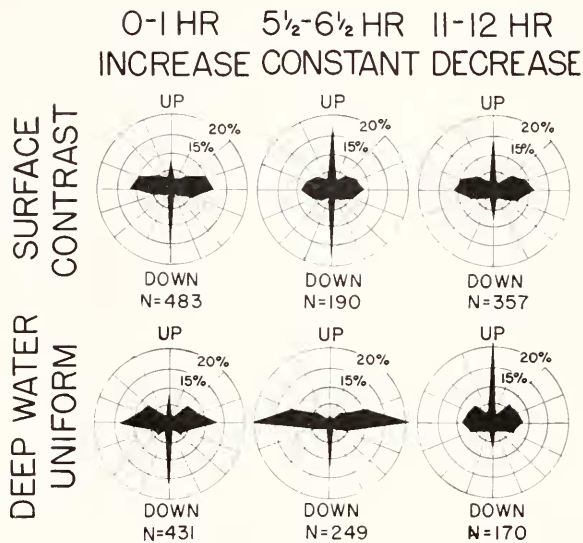 0-1 HR 5½-6½ HR 11-12 HR
INCREASE CONSTANT DECREASE
SURFACE
CONTRAST
UP UP UP
20% 20% 20%
15% 15% 15%
DOWN DOWN DOWN
N=483 N=190 N=357
DEEP WATER
UNIFORM
UP UP UP
20% 20% 20%
15% 15% 15%
DOWN DOWN DOWN
N=431 N=249 N=170